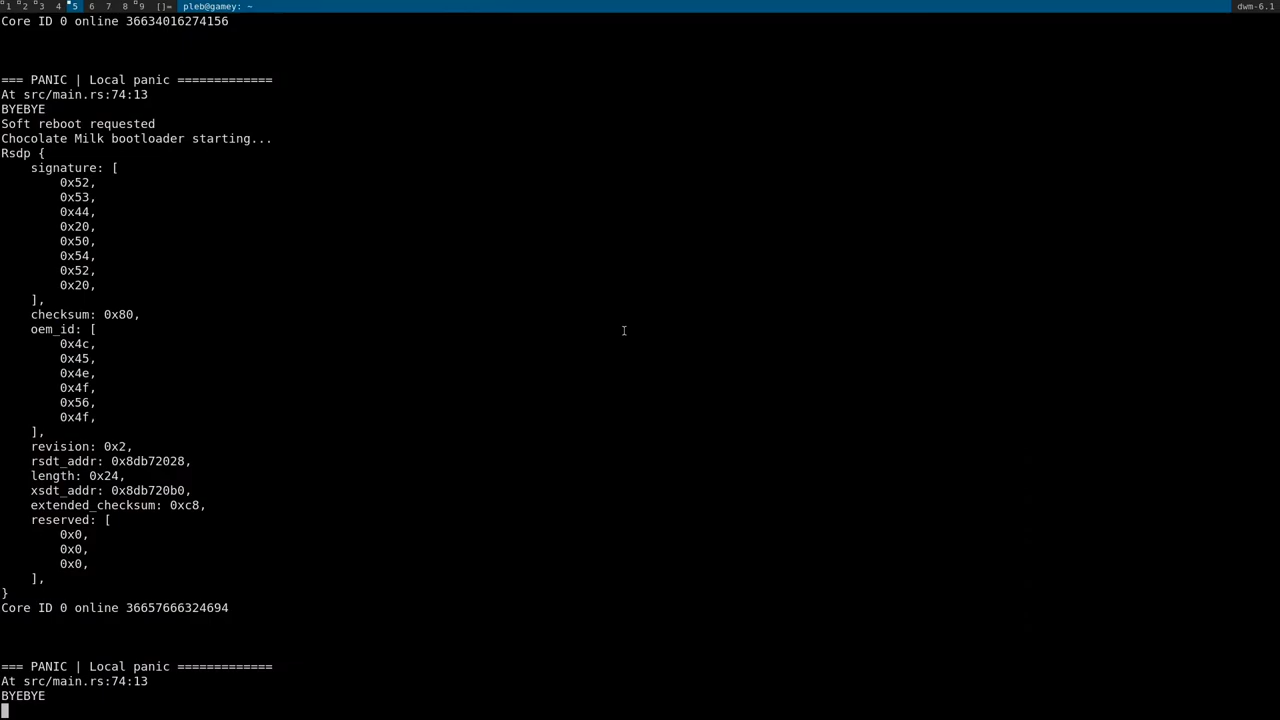 1 2 3 4 5 6 7 8 9 []= pleb@gamey: ~ dwm-6.1
Core ID 0 online 36634016274156
=== PANIC | Local panic =============
At src/main.rs:74:13
BYEBYE
Soft reboot requested
Chocolate Milk bootloader starting...
Rsdp {
    signature: [
        0x52,
        0x53,
        0x44,
        0x20,
        0x50,
        0x54,
        0x52,
        0x20,
    ],
    checksum: 0x80,
    oem_id: [
        0x4c,
        0x45,
        0x4e,
        0x4f,
        0x56,
        0x4f,
    ],
    revision: 0x2,
    rsdt_addr: 0x8db72028,
    length: 0x24,
    xsdt_addr: 0x8db720b0,
    extended_checksum: 0xc8,
    reserved: [
        0x0,
        0x0,
        0x0,
    ],
}
Core ID 0 online 36657666324694
=== PANIC | Local panic =============
At src/main.rs:74:13
BYEBYE